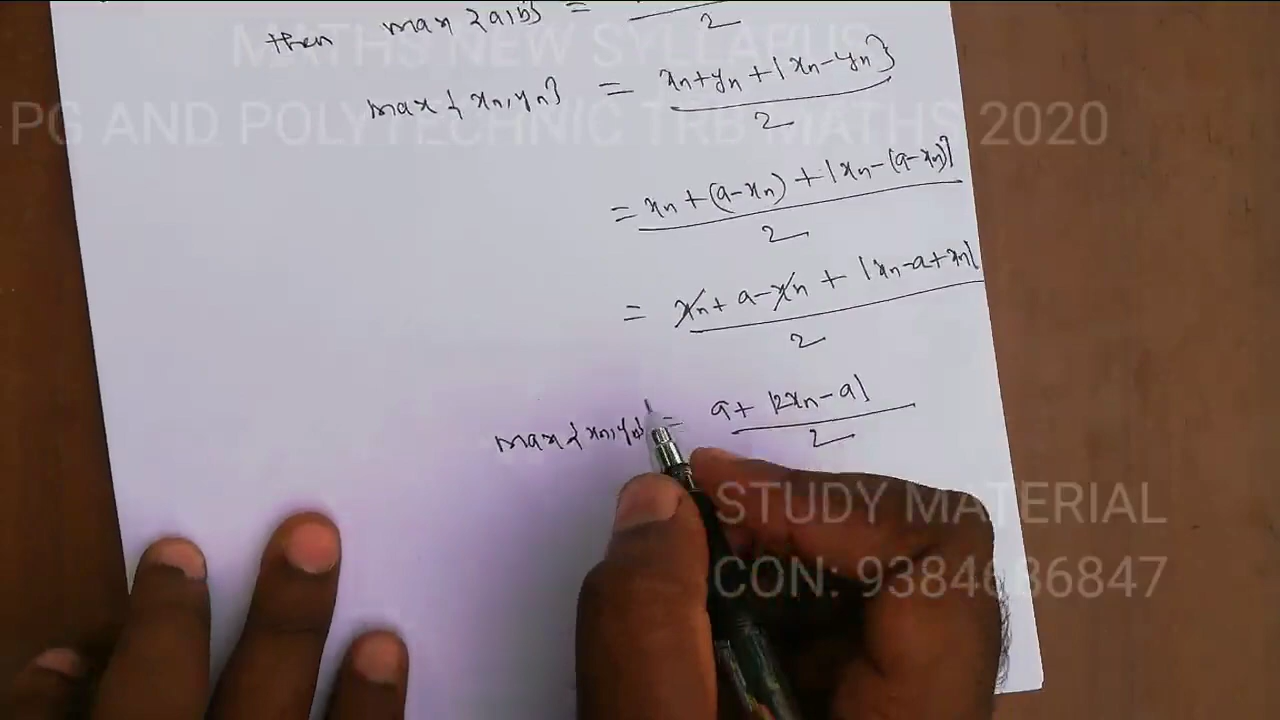 then max {a,b} = 2
MATHS NEW SYLLABUS
max { xn, yn} = xn+yn + |xn-yn} / 2
PG AND POLYTECHNIC TRB MATHS 2020
= xn + (a-xn) + |xn - (a-xn)| / 2
= xn + a - xn + |xn-a+xn| / 2
max { xn, yn} = a + |2xn - a| / 2
STUDY MATERIAL
CON: 9384686847